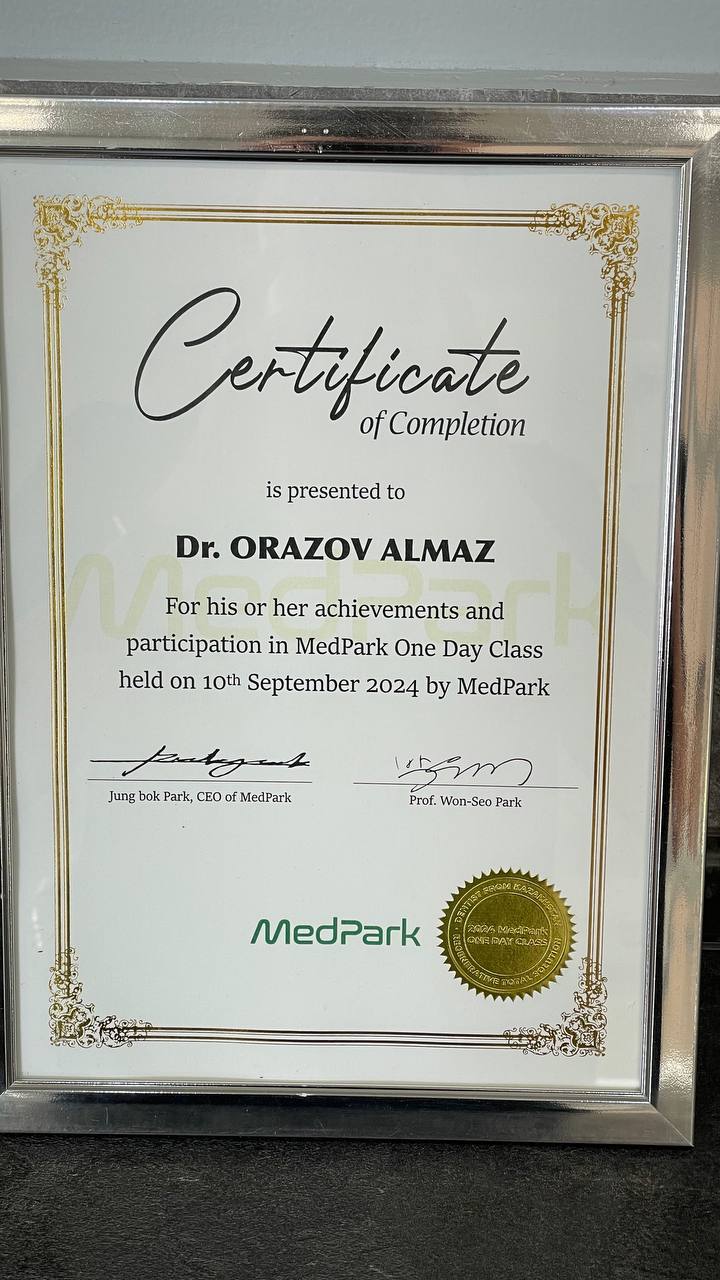 Certificate
of Completion
is presented to
Dr. ORAZOV ALMAZ
MedPark
For his or her achievements and
participation in MedPark One Day Class
held on 10th September 2024 by MedPark
Jung bok Park, CEO of MedPark
Prof. Won-Seo Park
MedPark
DENTIST FROM KAZAKHSTAN
2024 MedPark
ONE DAY CLASS
REGENERATIVE TOTAL SOLUTION